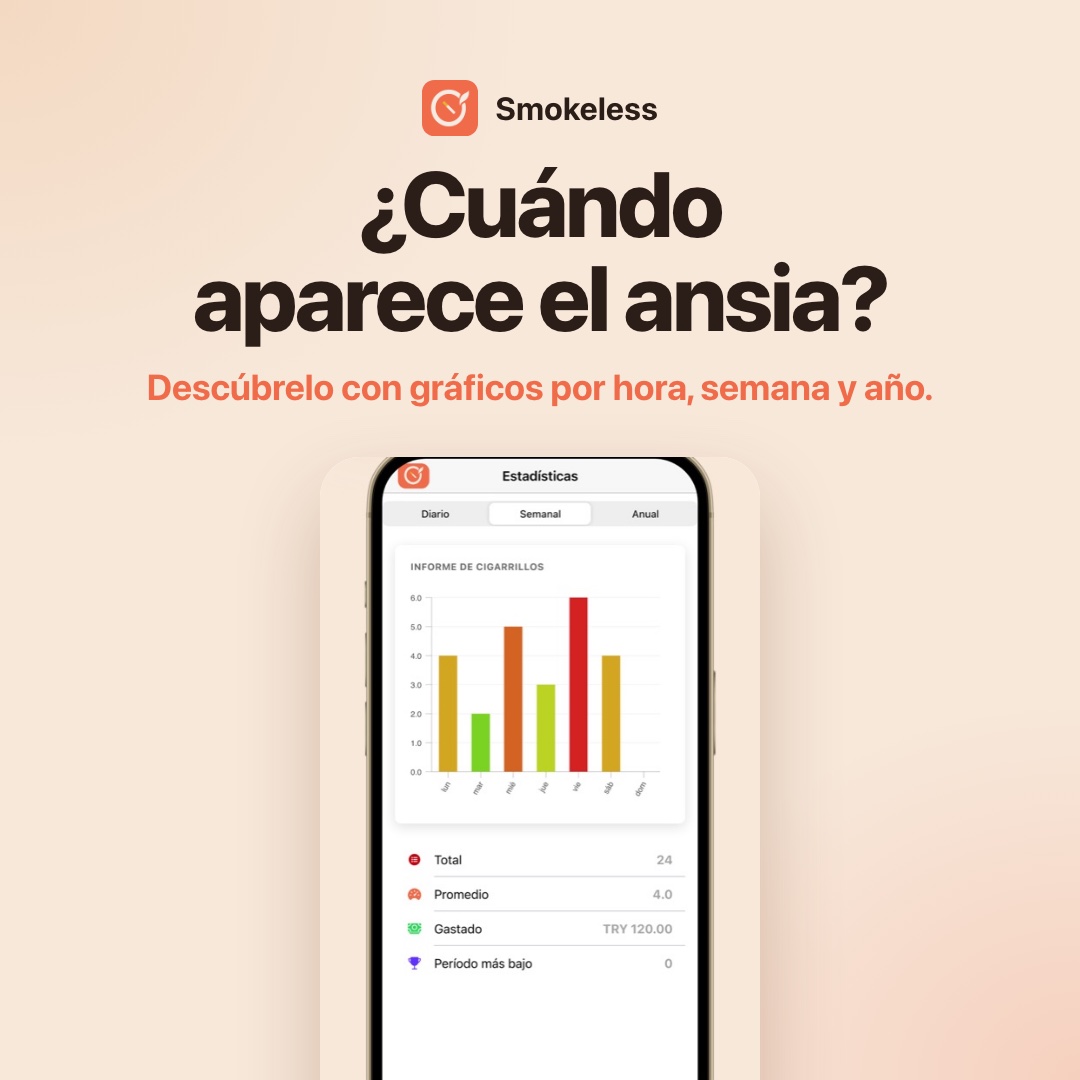 Smokeless
¿Cuándo
aparece el ansia?
Descúbrelo con gráficos por hora, semana y año.
Estadísticas
Diario Semanal Anual
INFORME DE CIGARRILLOS
6.0
5.0
4.0
3.0
2.0
1.0
0.0
lun mar mié jue vie sáb dom
Total 24
Promedio 4.0
Gastado TRY 120.00
Período más bajo 0